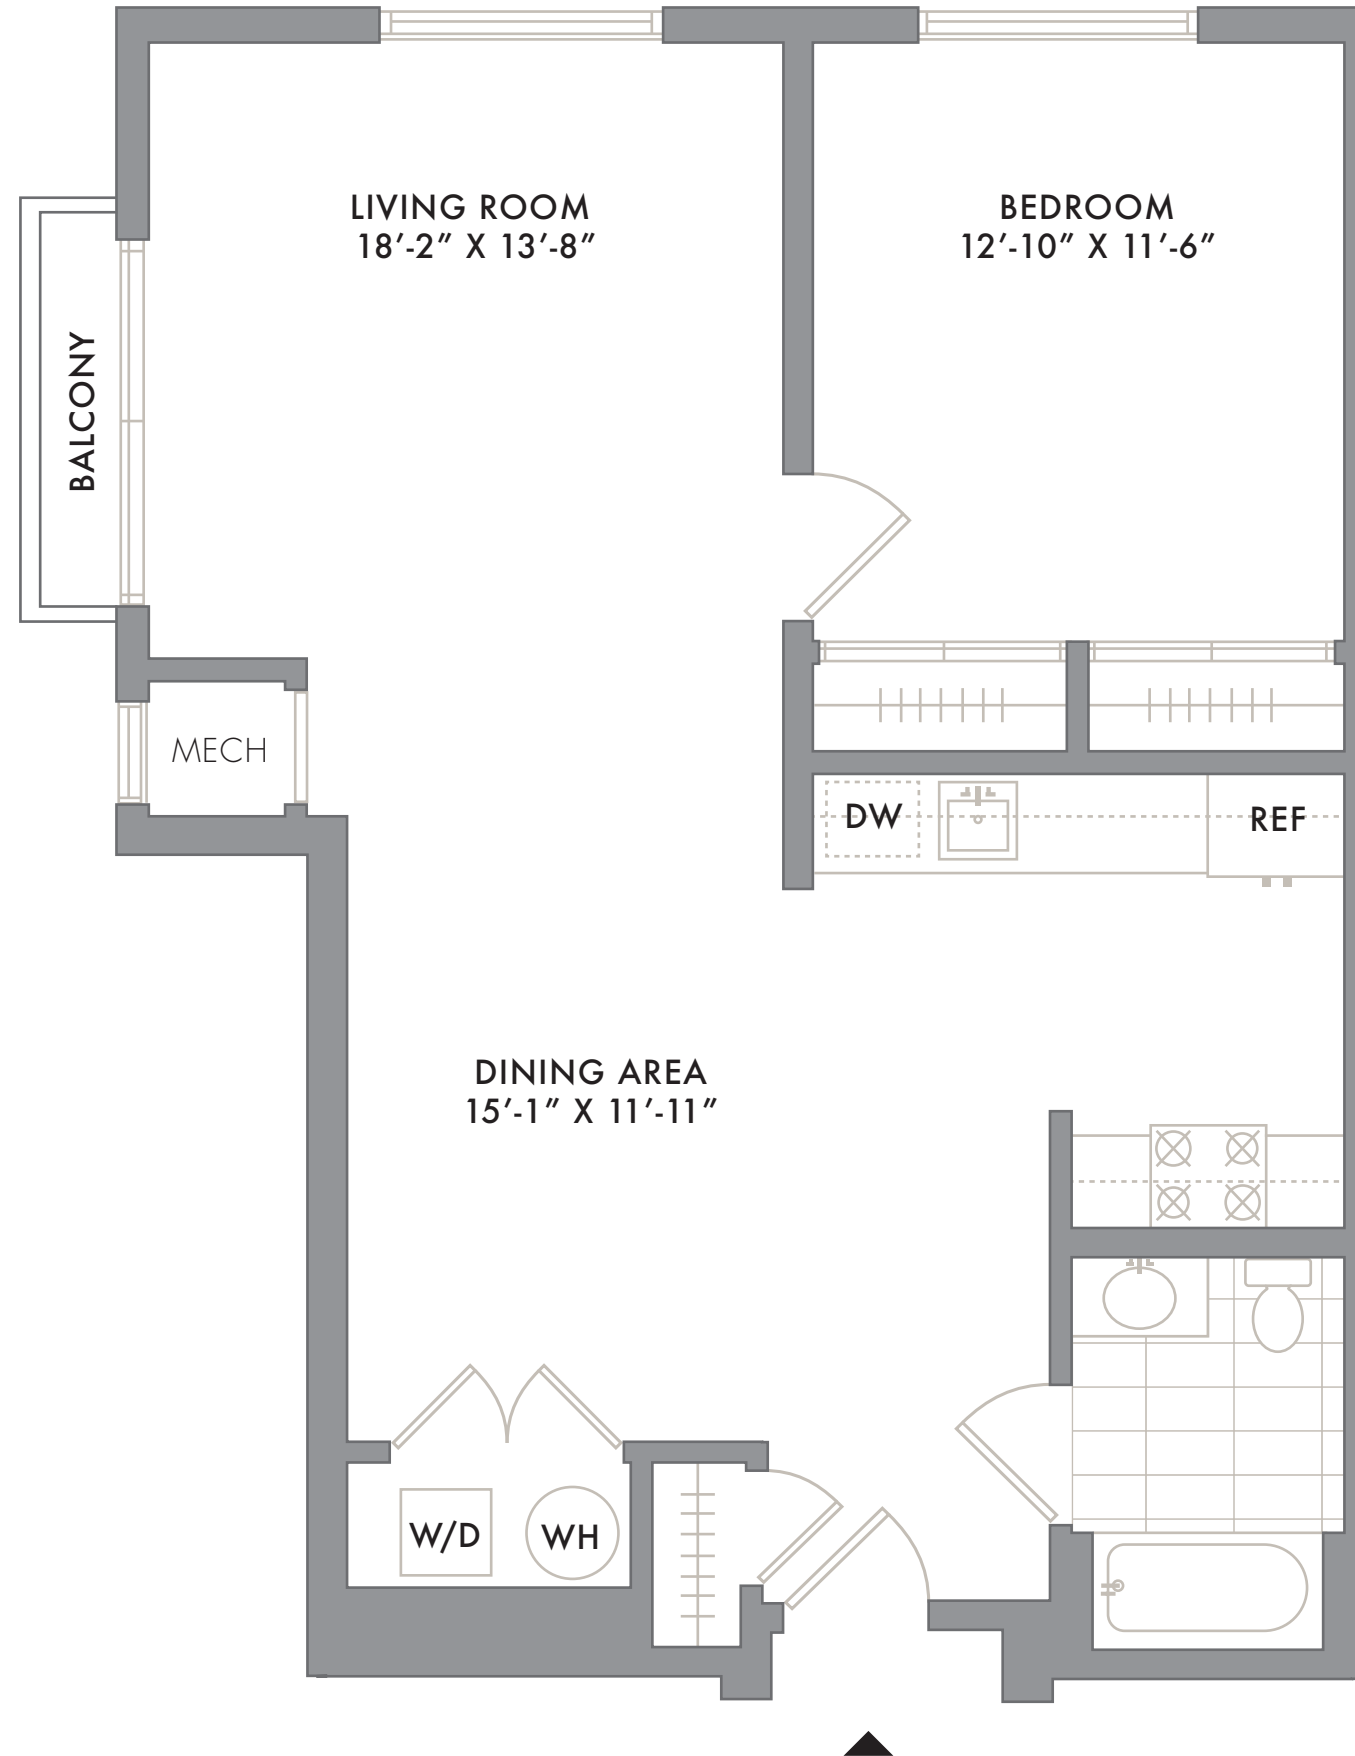 LIVING ROOM
18′-2″ X 13′-8″
BEDROOM
12′-10″ X 11′-6″
BALCONY
MECH
DW
REF
DINING AREA
15′-1″ X 11′-11″
W/D
WH